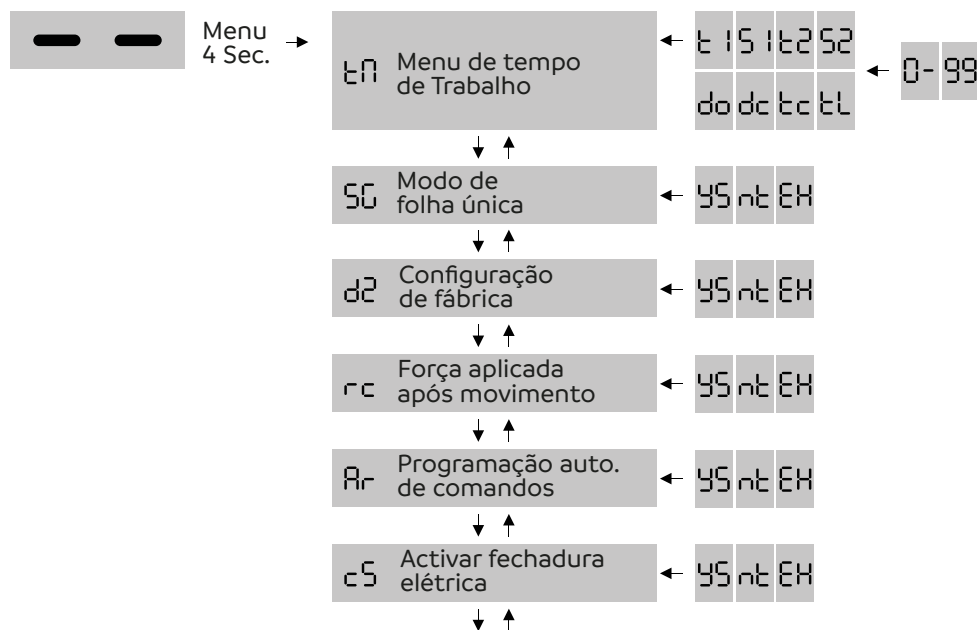 Menu
4 Sec.
tM Menu de tempo
de Trabalho
t1 S1 t2 S2
do dc tc tL
0- 99
SG Modo de
folha única
YS nt EH
d2 Configuração
de fábrica
YS nt EH
rc Força aplicada
após movimento
YS nt EH
Ar Programação auto.
de comandos
YS nt EH
cS Activar fechadura
elétrica
YS nt EH